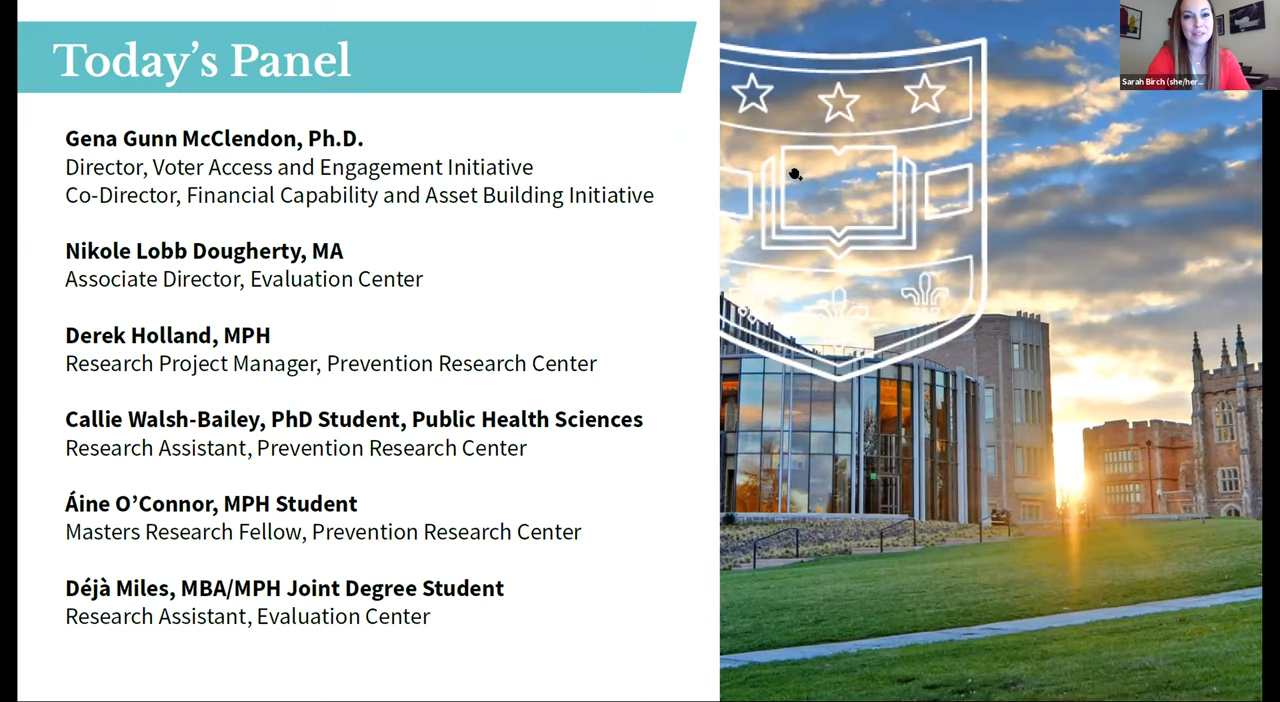 Today’s Panel
Gena Gunn McClendon, Ph.D.
Director, Voter Access and Engagement Initiative
Co-Director, Financial Capability and Asset Building Initiative
Nikole Lobb Dougherty, MA
Associate Director, Evaluation Center
Derek Holland, MPH
Research Project Manager, Prevention Research Center
Callie Walsh-Bailey, PhD Student, Public Health Sciences
Research Assistant, Prevention Research Center
Áine O’Connor, MPH Student
Masters Research Fellow, Prevention Research Center
Déjà Miles, MBA/MPH Joint Degree Student
Research Assistant, Evaluation Center
Sarah Birch (she/her...